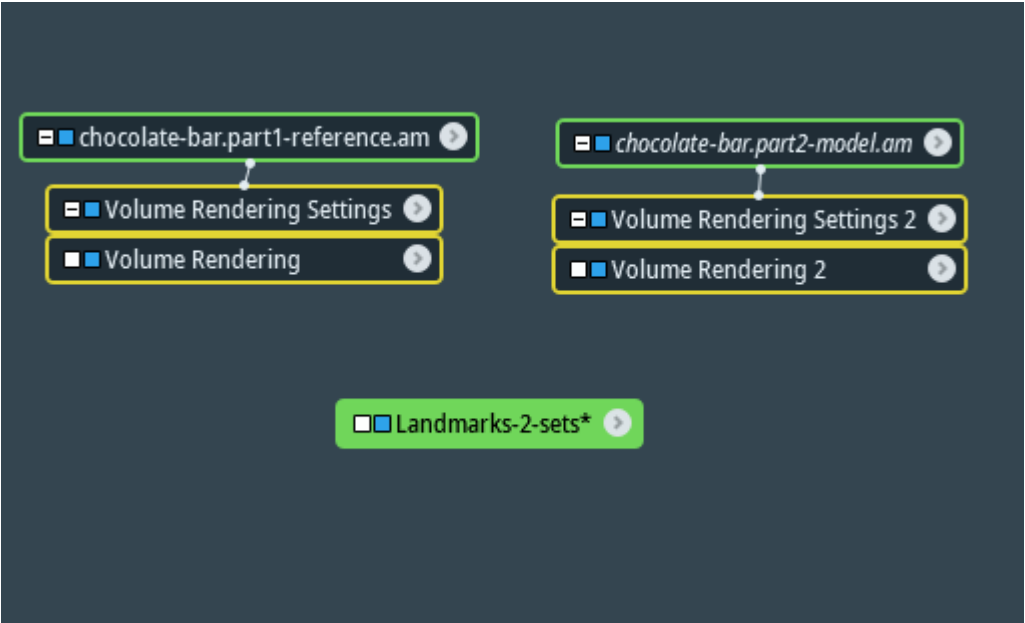 chocolate-bar.part1-reference.am
chocolate-bar.part2-model.am
Volume Rendering Settings
Volume Rendering Settings 2
Volume Rendering
Volume Rendering 2
Landmarks-2-sets*